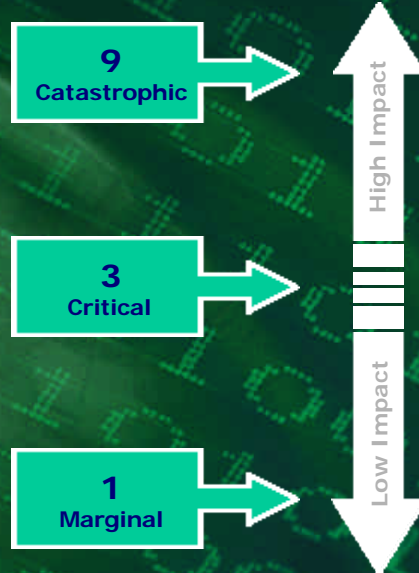 9
Catastrophic
High Impact
3
Critical
Low Impact
1
Marginal